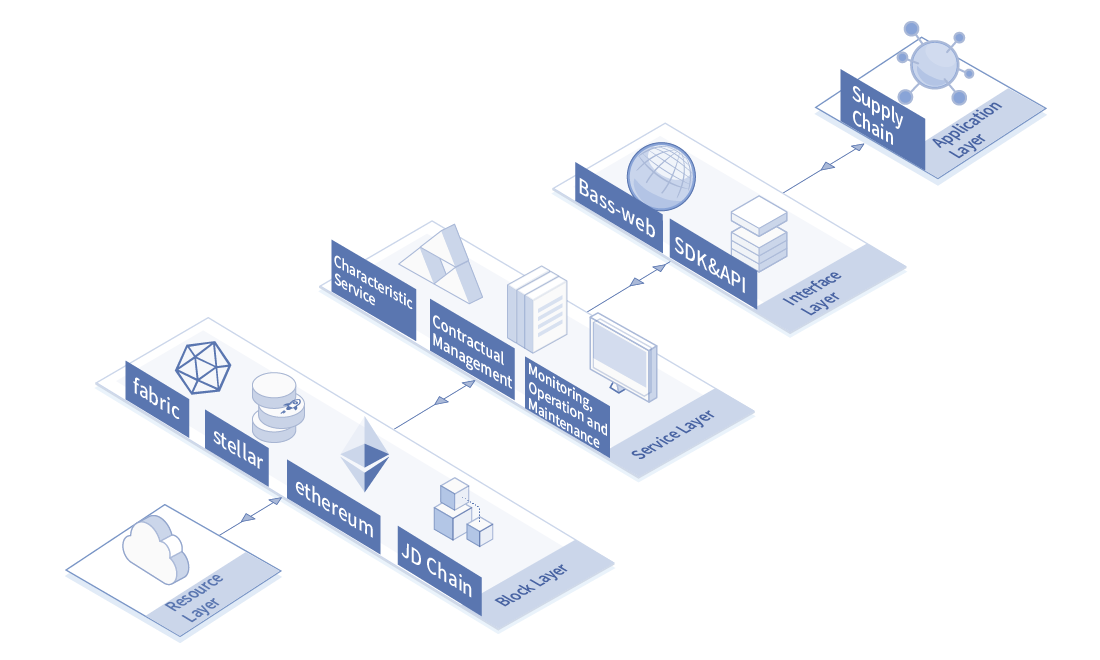 Supply
Chain
Application
Layer
Bass-web
SDK&API
Interface
Layer
Characteristic
Service
Contractual
Management
Monitoring,
Operation and
Maintenance
Service Layer
fabric
stellar
ethereum
JD Chain
Block Layer
Resource
Layer